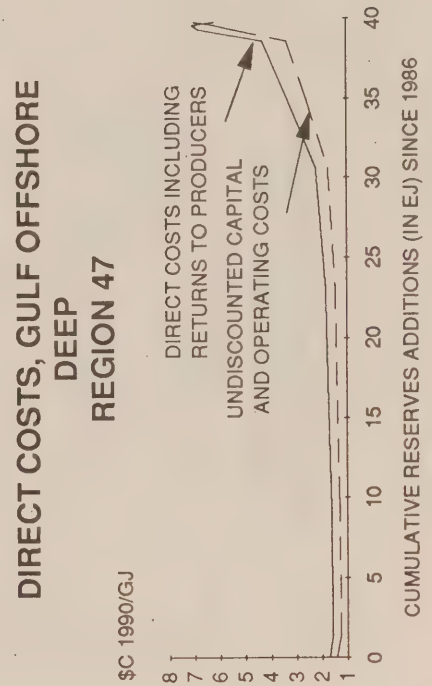 DIRECT COSTS, GULF OFFSHORE
DEEP
REGION 47
$C 1990/GJ
8
7
6
5
4
3
2
1
DIRECT COSTS INCLUDING
RETURNS TO PRODUCERS
UNDISCOUNTED CAPITAL
AND OPERATING COSTS
0 5 10 15 20 25 30 35 40
CUMULATIVE RESERVES ADDITIONS (IN EJ) SINCE 1986